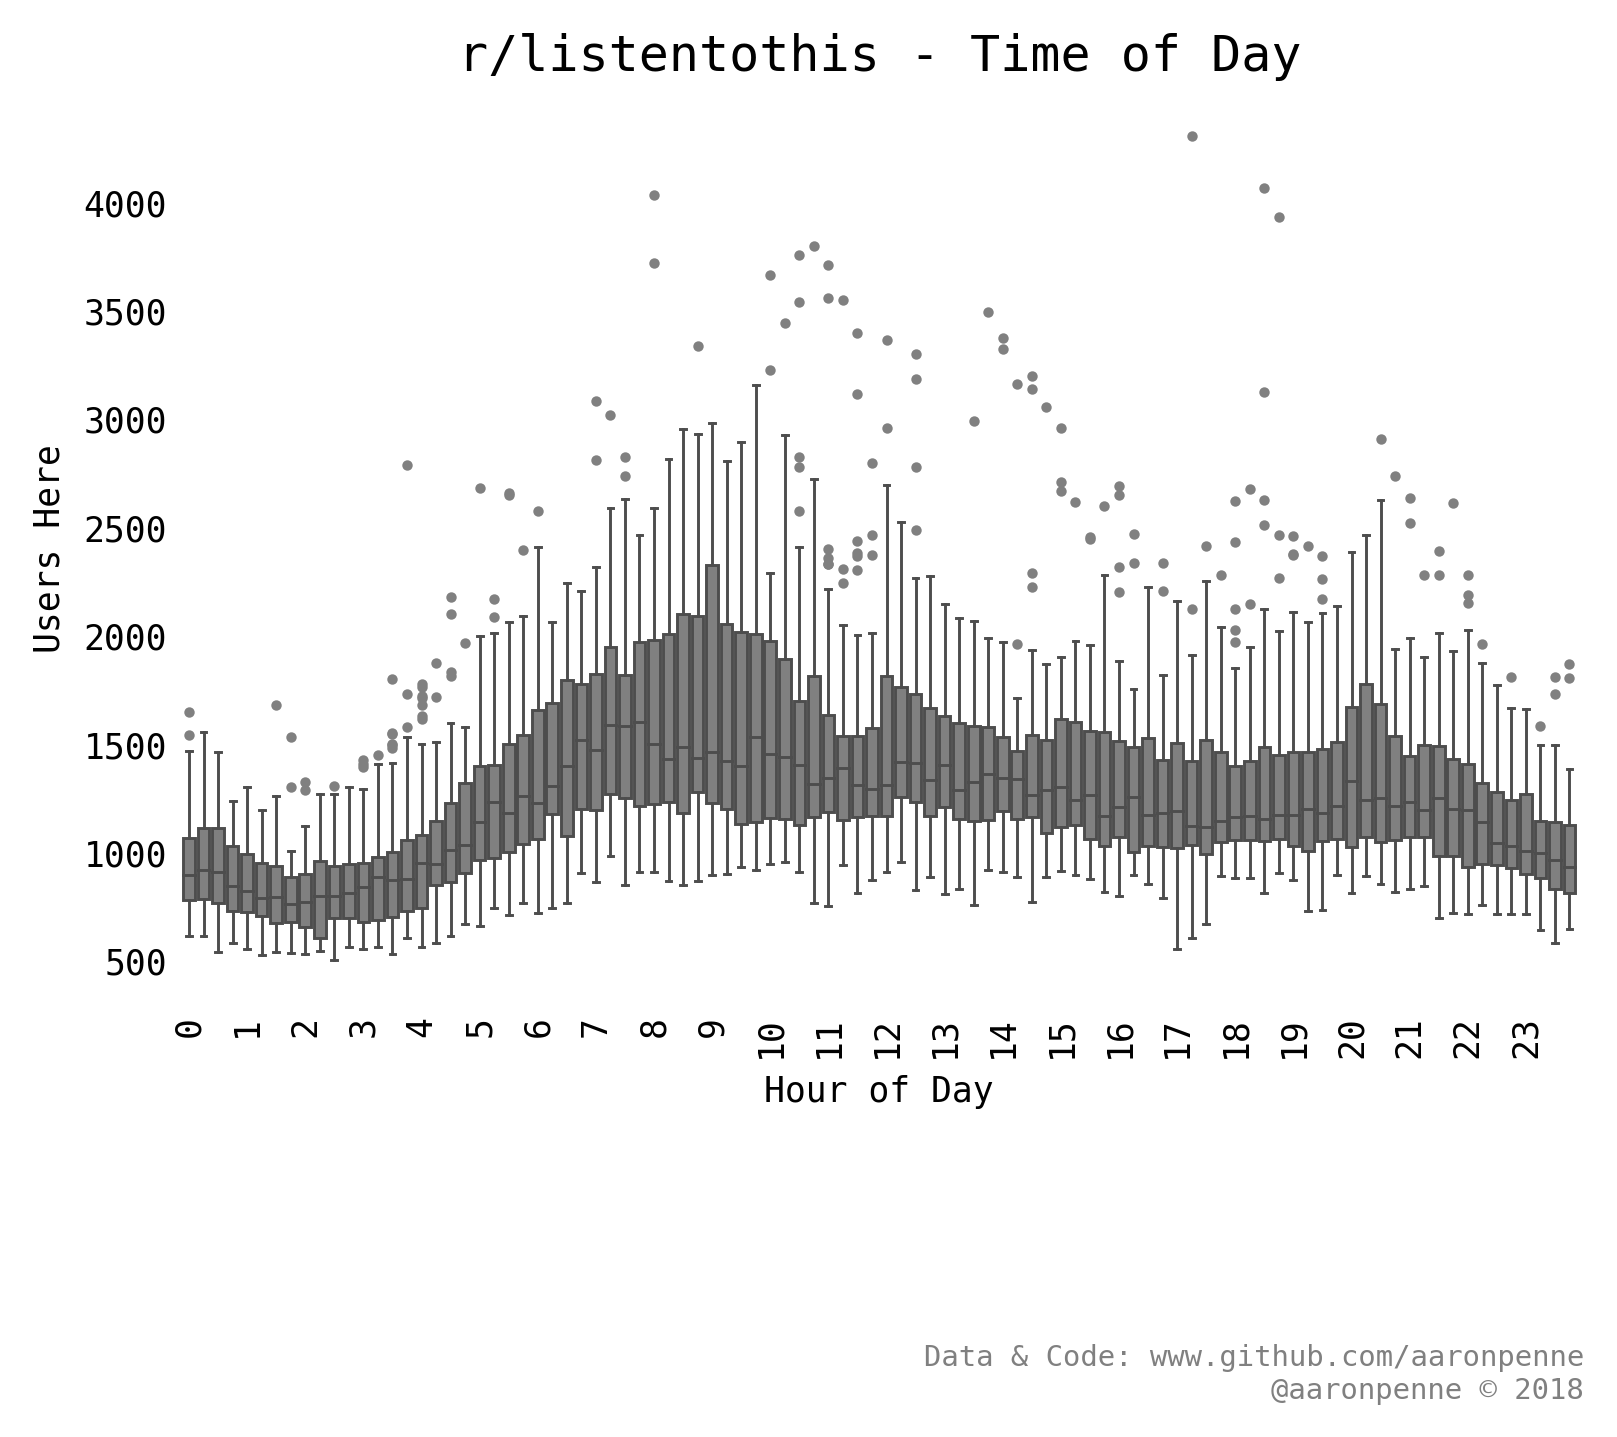 r/listentothis - Time of Day
4000
3500
3000
2500
2000
1500
1000
500
Users Here
0 1 2 3 4 5 6 7 8 9 10 11 12 13 14 15 16 17 18 19 20 21 22 23
Hour of Day
Data & Code: www.github.com/aaronpenne
@aaronpenne © 2018